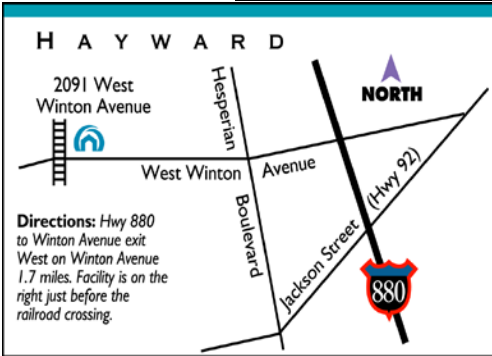 HAYWARD
2091 West
Winton Avenue
Hesperian
Boulevard
NORTH
West Winton Avenue
(Hwy 92)
Jackson Street
880
Directions: Hwy 880
to Winton Avenue exit
West on Winton Avenue
1.7 miles. Facility is on the
right just before the
railroad crossing.